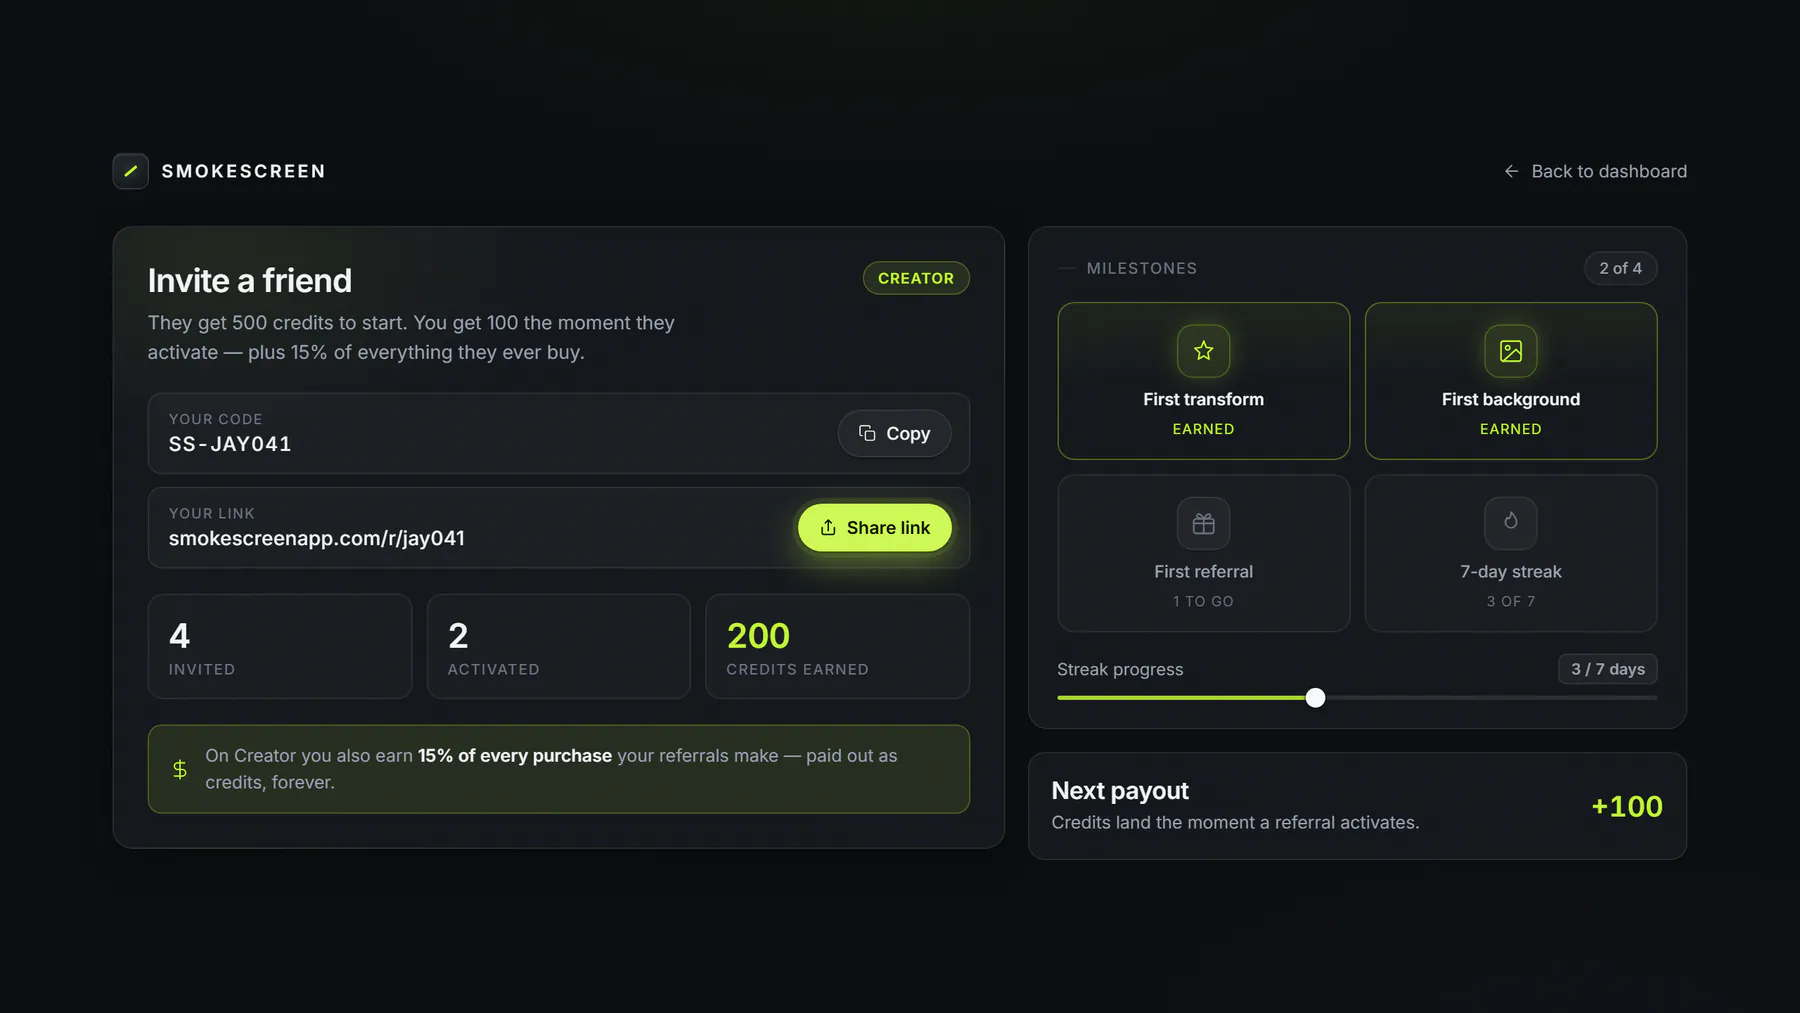 SMOKESCREEN
Back to dashboard
Invite a friend
CREATOR
They get 500 credits to start. You get 100 the moment they
activate — plus 15% of everything they ever buy.
YOUR CODE
SS-JAY041
Copy
YOUR LINK
smokescreenapp.com/r/jay041
Share link
4
INVITED
2
ACTIVATED
200
CREDITS EARNED
On Creator you also earn 15% of every purchase your referrals make — paid out as
credits, forever.
MILESTONES
2 of 4
First transform
EARNED
First background
EARNED
First referral
1 TO GO
7-day streak
3 OF 7
Streak progress
3 / 7 days
Next payout
Credits land the moment a referral activates.
+100